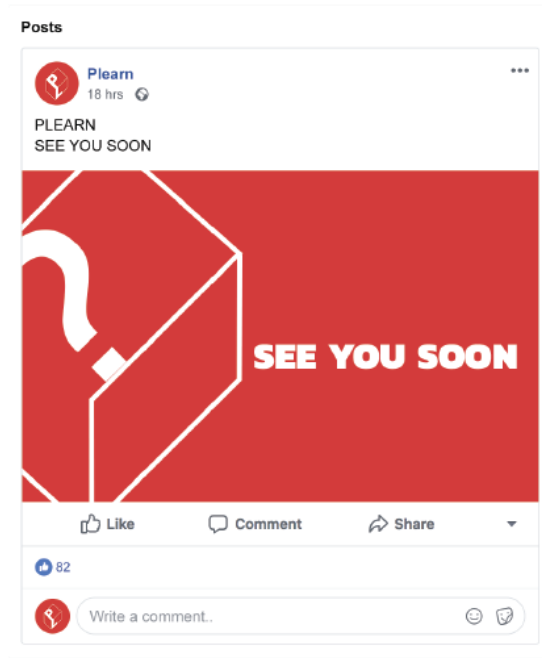 Posts
Plearn
18 hrs
PLEARN
SEE YOU SOON
?
SEE YOU SOON
Like
Comment
Share
82
Write a comment..